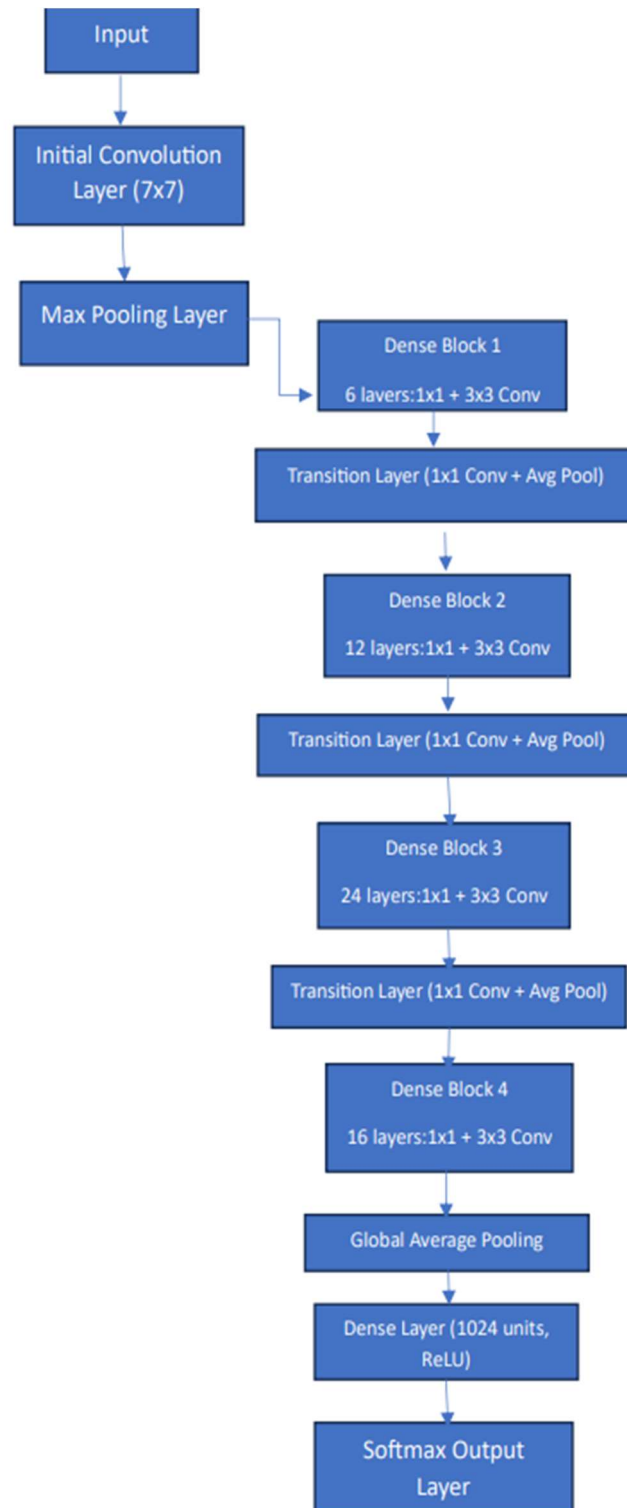 Input
Initial Convolution
Layer (7x7)
Max Pooling Layer
Dense Block 1
6 layers:1x1 + 3x3 Conv
Transition Layer (1x1 Conv + Avg Pool)
Dense Block 2
12 layers:1x1 + 3x3 Conv
Transition Layer (1x1 Conv + Avg Pool)
Dense Block 3
24 layers:1x1 + 3x3 Conv
Transition Layer (1x1 Conv + Avg Pool)
Dense Block 4
16 layers:1x1 + 3x3 Conv
Global Average Pooling
Dense Layer (1024 units,
ReLU)
Softmax Output
Layer